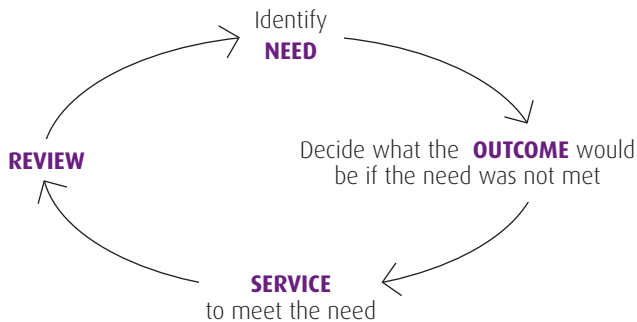 Identify
NEED
Decide what the OUTCOME would
be if the need was not met
SERVICE
to meet the need
REVIEW